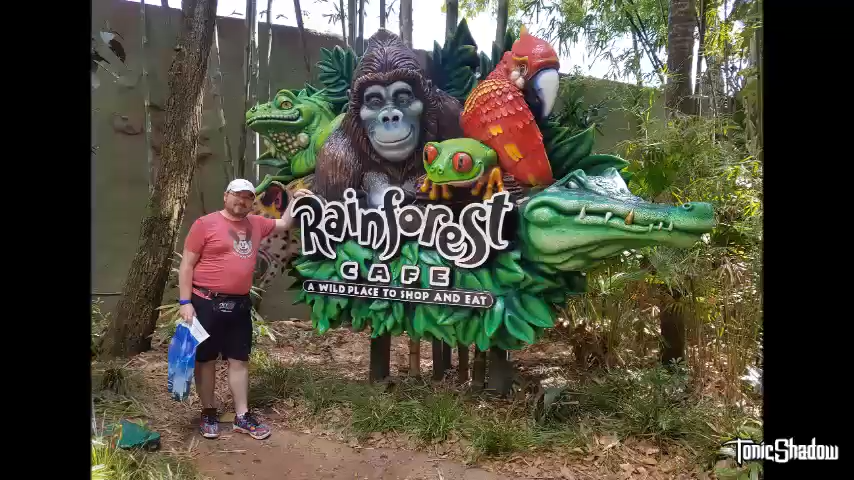 Rainforest
CAFE
A WILD PLACE TO SHOP AND EAT
TonicShadow